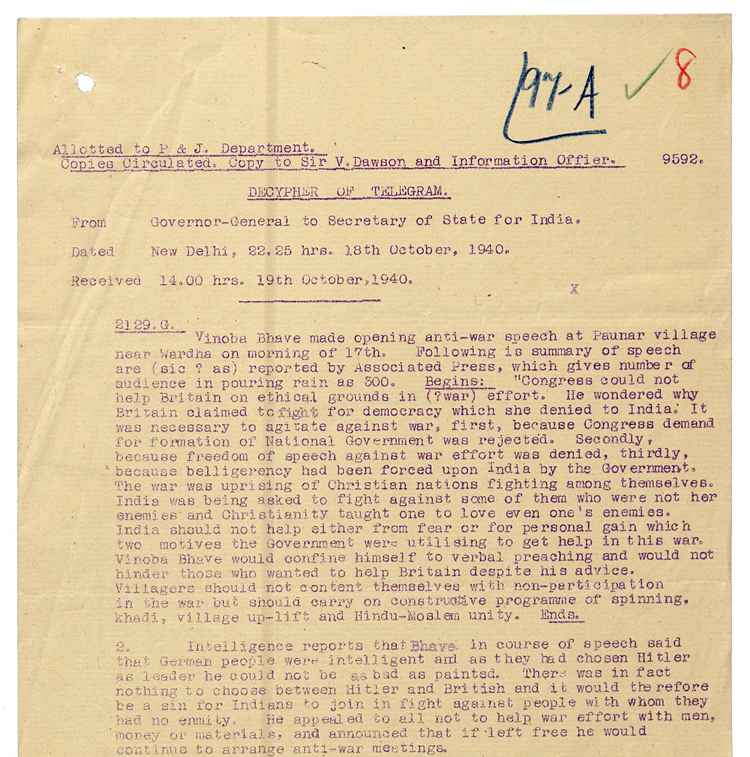 97-A ✓ 8
Allotted to P & J. Department.
Copies Circulated. Copy to Sir V.Dawson and Information Offier. 9592.
DECYPHER OF TELEGRAM.
From Governor-General to Secretary of State for India.
Dated New Delhi, 22.25 hrs. 18th October, 1940.
Received 14.00 hrs. 19th October,1940.
X
2129.G.
Vinoba Bhave made opening anti-war speech at Paunar village
near Wardha on morning of 17th. Following is summary of speech
are (sic ? as) reported by Associated Press, which gives number of
audience in pouring rain as 300. Begins: "Congress could not
help Britain on ethical grounds in (?war) effort. He wondered why
Britain claimed to fight for democracy which she denied to India. It
was necessary to agitate against war, first, because Congress demand
for formation of National Government was rejected. Secondly,
because freedom of speech against war effort was denied, thirdly,
because belligerency had been forced upon India by the Government.
The war was uprising of Christian nations fighting among themselves.
India was being asked to fight against some of them who were not her
enemies and Christianity taught one to love even one's enemies.
India should not help either from fear or for personal gain which
two motives the Government were utilising to get help in this war.
Vinoba Bhave would confine himself to verbal preaching and would not
hinder those who wanted to help Britain despite his advice.
Villagers should not content themselves with non-participation
in the war but should carry on constructive programme of spinning,
khadi, village up-lift and Hindu-Moslem unity. Ends.
2. Intelligence reports that Bhave in course of speech said
that German people were intelligent and as they had chosen Hitler
as leader he could not be as bad as painted. There was in fact
nothing to choose between Hitler and British and it would therefore
be a sin for Indians to join in fight against people with whom they
had no enmity. He appealed to all not to help war effort with men,
money or materials, and announced that if left free he would
continue to arrange anti-war meetings.